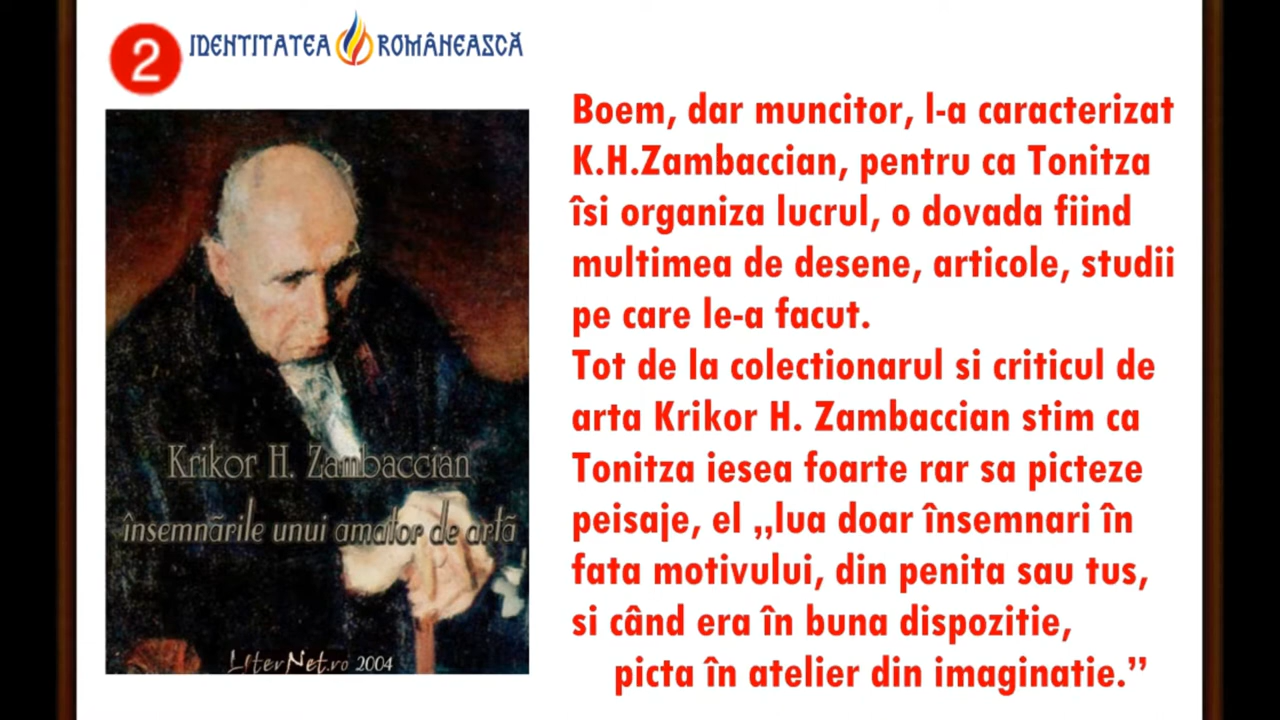 2 IDENTITATEA ROMÂNEASCĂ
Krikor H. Zambaccian
însemnările unui amator de artă
LiterNet.ro 2004
Boem, dar muncitor, l-a caracterizat
K.H.Zambaccian, pentru ca Tonitza
îsi organiza lucrul, o dovada fiind
multimea de desene, articole, studii
pe care le-a facut.
Tot de la colectionarul si criticul de
arta Krikor H. Zambaccian stim ca
Tonitza iesea foarte rar sa picteze
peisaje, el „lua doar însemnari în
fata motivului, din penita sau tus,
si când era în buna dispozitie,
picta în atelier din imaginatie.”